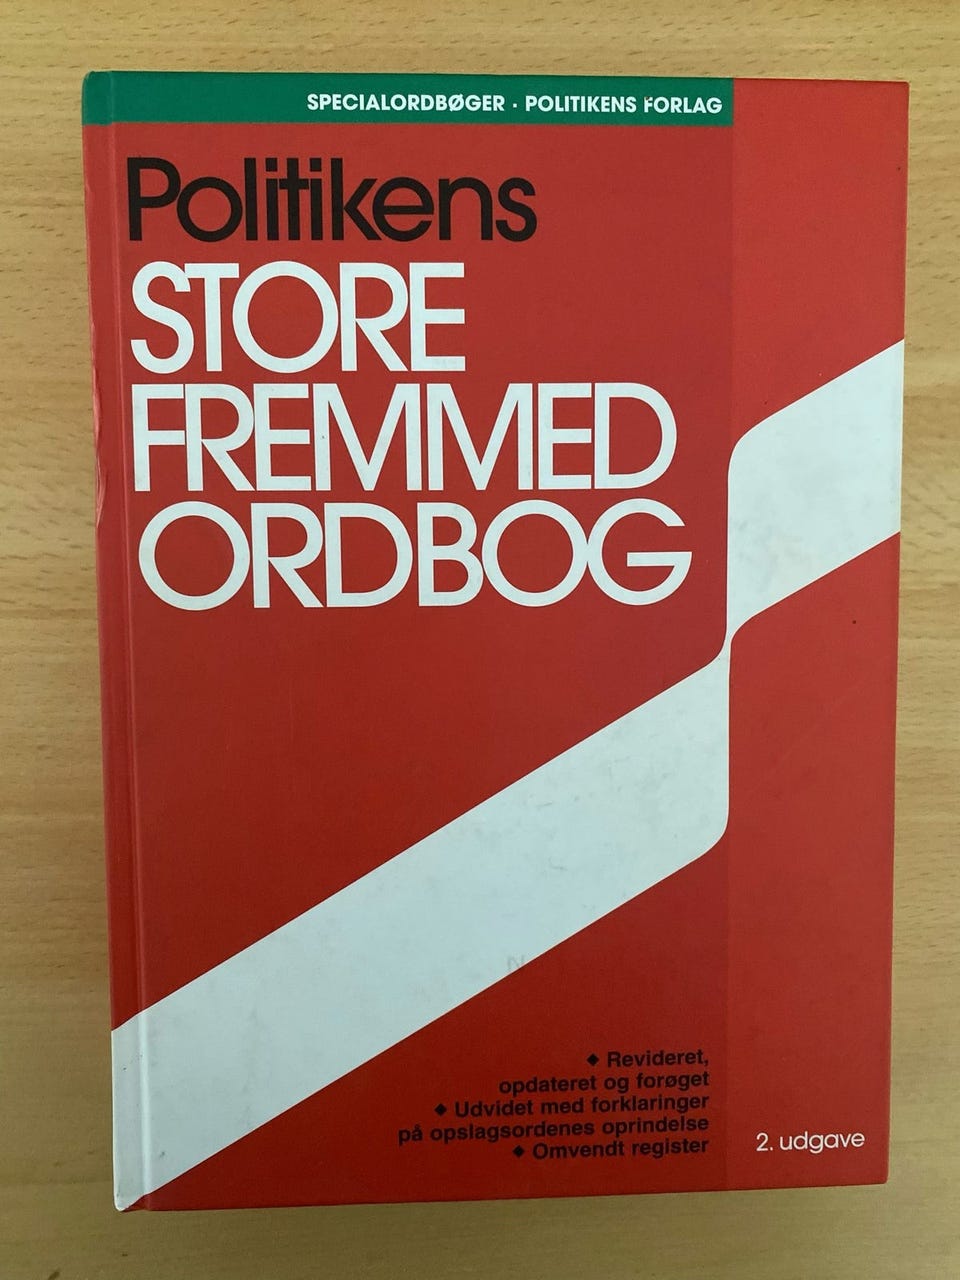 SPECIALORDBØGER · POLITIKENS FORLAG
Politikens
STORE
FREMMED
ORDBOG
◆ Revideret,
opdateret og forøget
◆ Udvidet med forklaringer
på opslagsordenes oprindelse
◆ Omvendt register
2. udgave